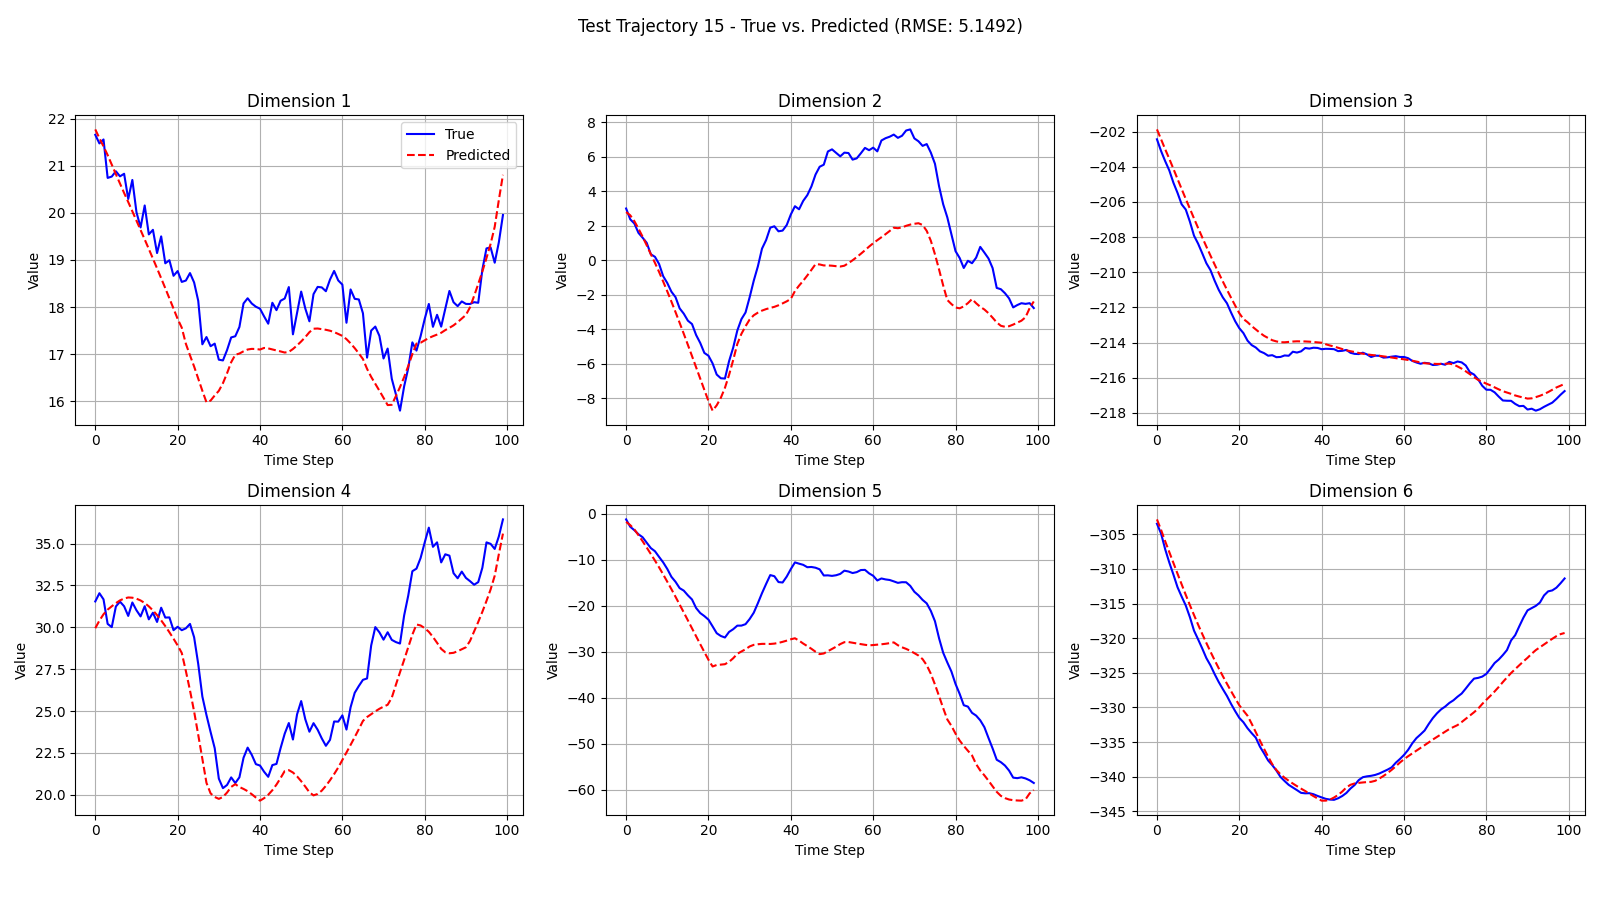 Test Trajectory 15 - True vs. Predicted (RMSE: 5.1492)
Dimension 1
22
21
20
19
18
17
16
Value
0 20 40 60 80 100
Time Step
True
Predicted
Dimension 2
8
6
4
2
0
−2
−4
−6
−8
Value
0 20 40 60 80 100
Time Step
Dimension 3
−202
−204
−206
−208
−210
−212
−214
−216
−218
Value
0 20 40 60 80 100
Time Step
Dimension 4
35.0
32.5
30.0
27.5
25.0
22.5
20.0
Value
0 20 40 60 80 100
Time Step
Dimension 5
0
−10
−20
−30
−40
−50
−60
Value
0 20 40 60 80 100
Time Step
Dimension 6
−305
−310
−315
−320
−325
−330
−335
−340
−345
Value
0 20 40 60 80 100
Time Step